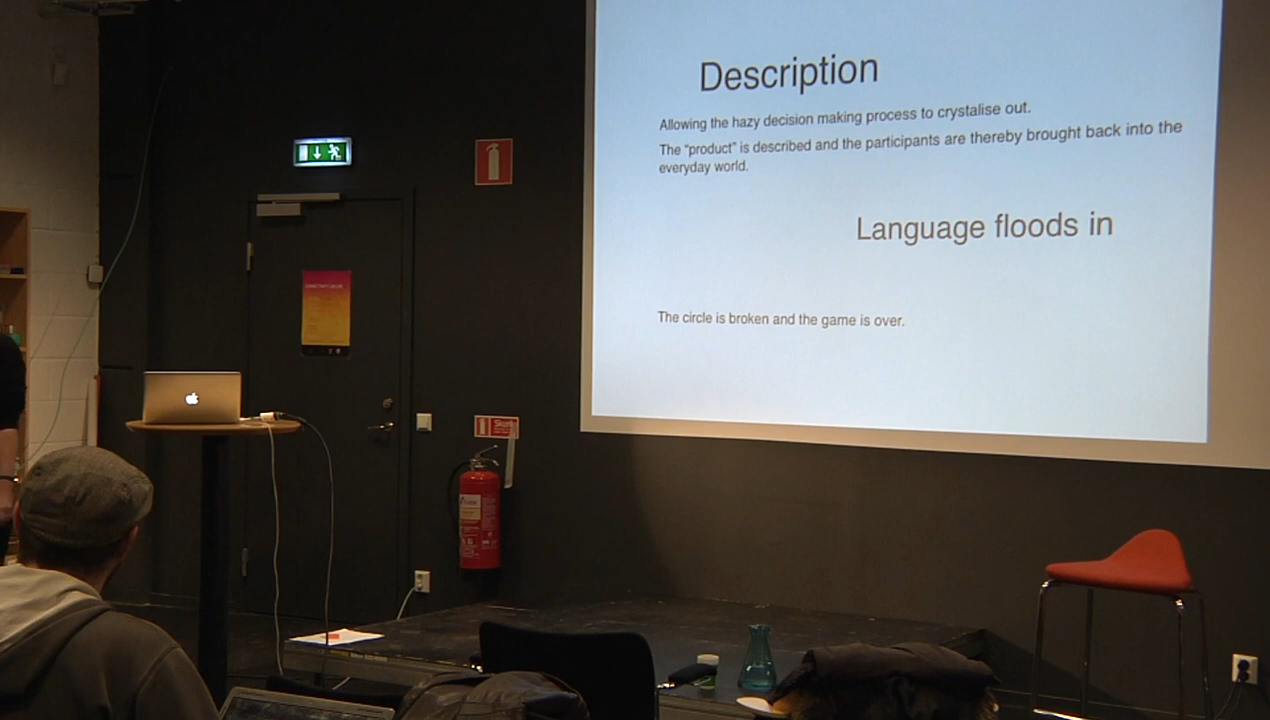 Description
Allowing the hazy decision making process to crystalise out.
The “product” is described and the participants are thereby brought back into the
everyday world.
Language floods in
The circle is broken and the game is over.